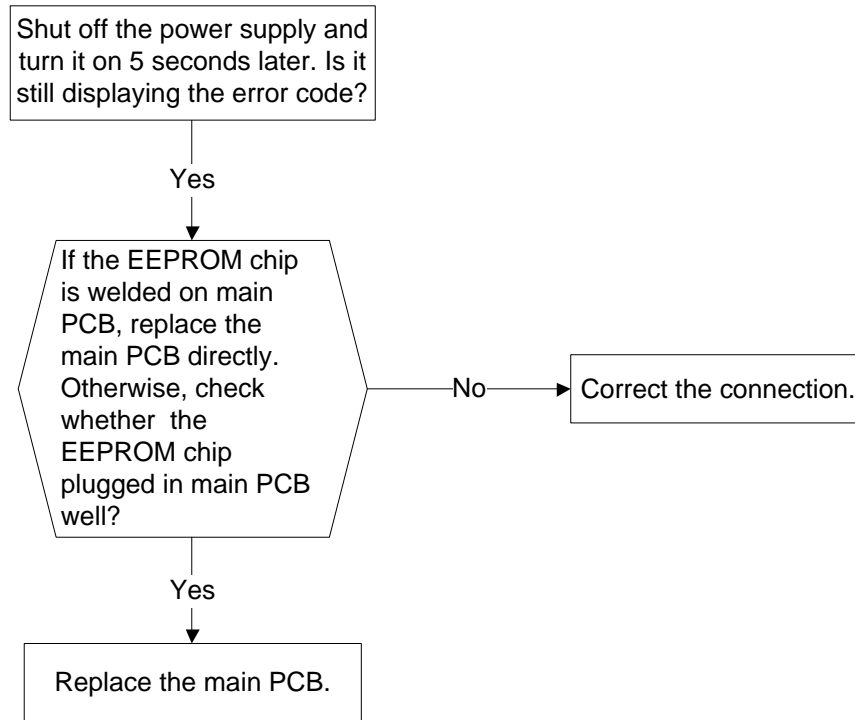 Shut off the power supply and
turn it on 5 seconds later. Is it
still displaying the error code?
Yes
If the EEPROM chip
is welded on main
PCB, replace the
main PCB directly.
Otherwise, check
whether the
EEPROM chip
plugged in main PCB
well?
No
Correct the connection.
Yes
Replace the main PCB.